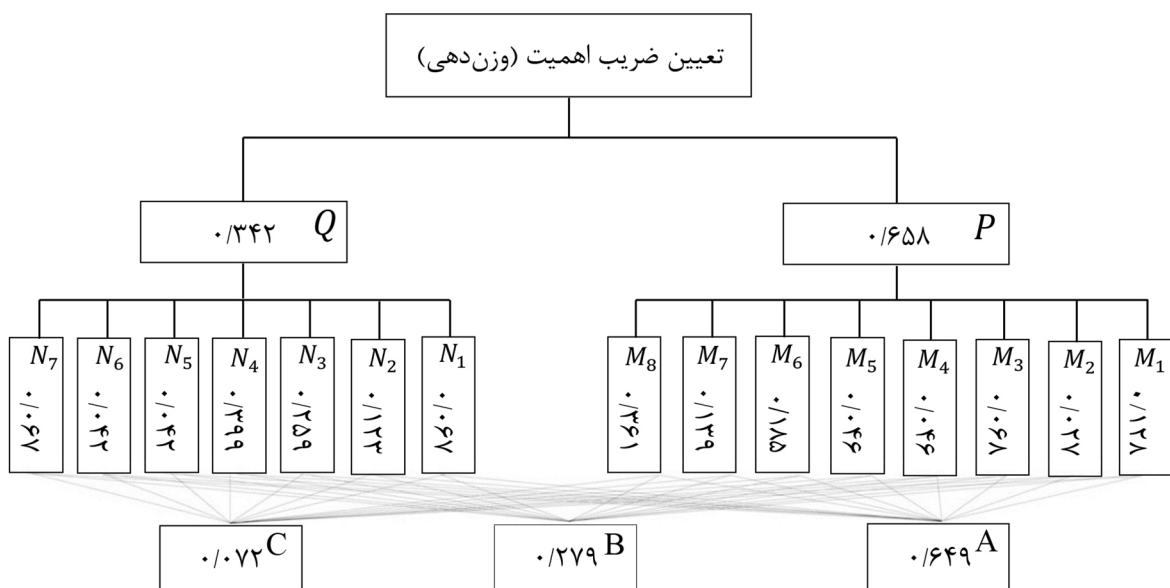 تعیین ضریب اهمیت (وزن‌دهی)
P ۰/۶۵۸
Q ۰/۳۴۲
M₁ ۰/۱۲۸
M₂ ۰/۰۲۷
M₃ ۰/۰۶۸
M₄ ۰/۰۴۶
M₅ ۰/۰۴۶
M₆ ۰/۱۸۵
M₇ ۰/۱۳۹
M₈ ۰/۳۶۱
N₁ ۰/۰۶۷
N₂ ۰/۱۲۳
N₃ ۰/۲۵۹
N₄ ۰/۳۹۹
N₅ ۰/۰۴۲
N₆ ۰/۰۴۲
N₇ ۰/۰۶۷
A ۰/۶۴۹
B ۰/۲۷۹
C ۰/۰۷۲